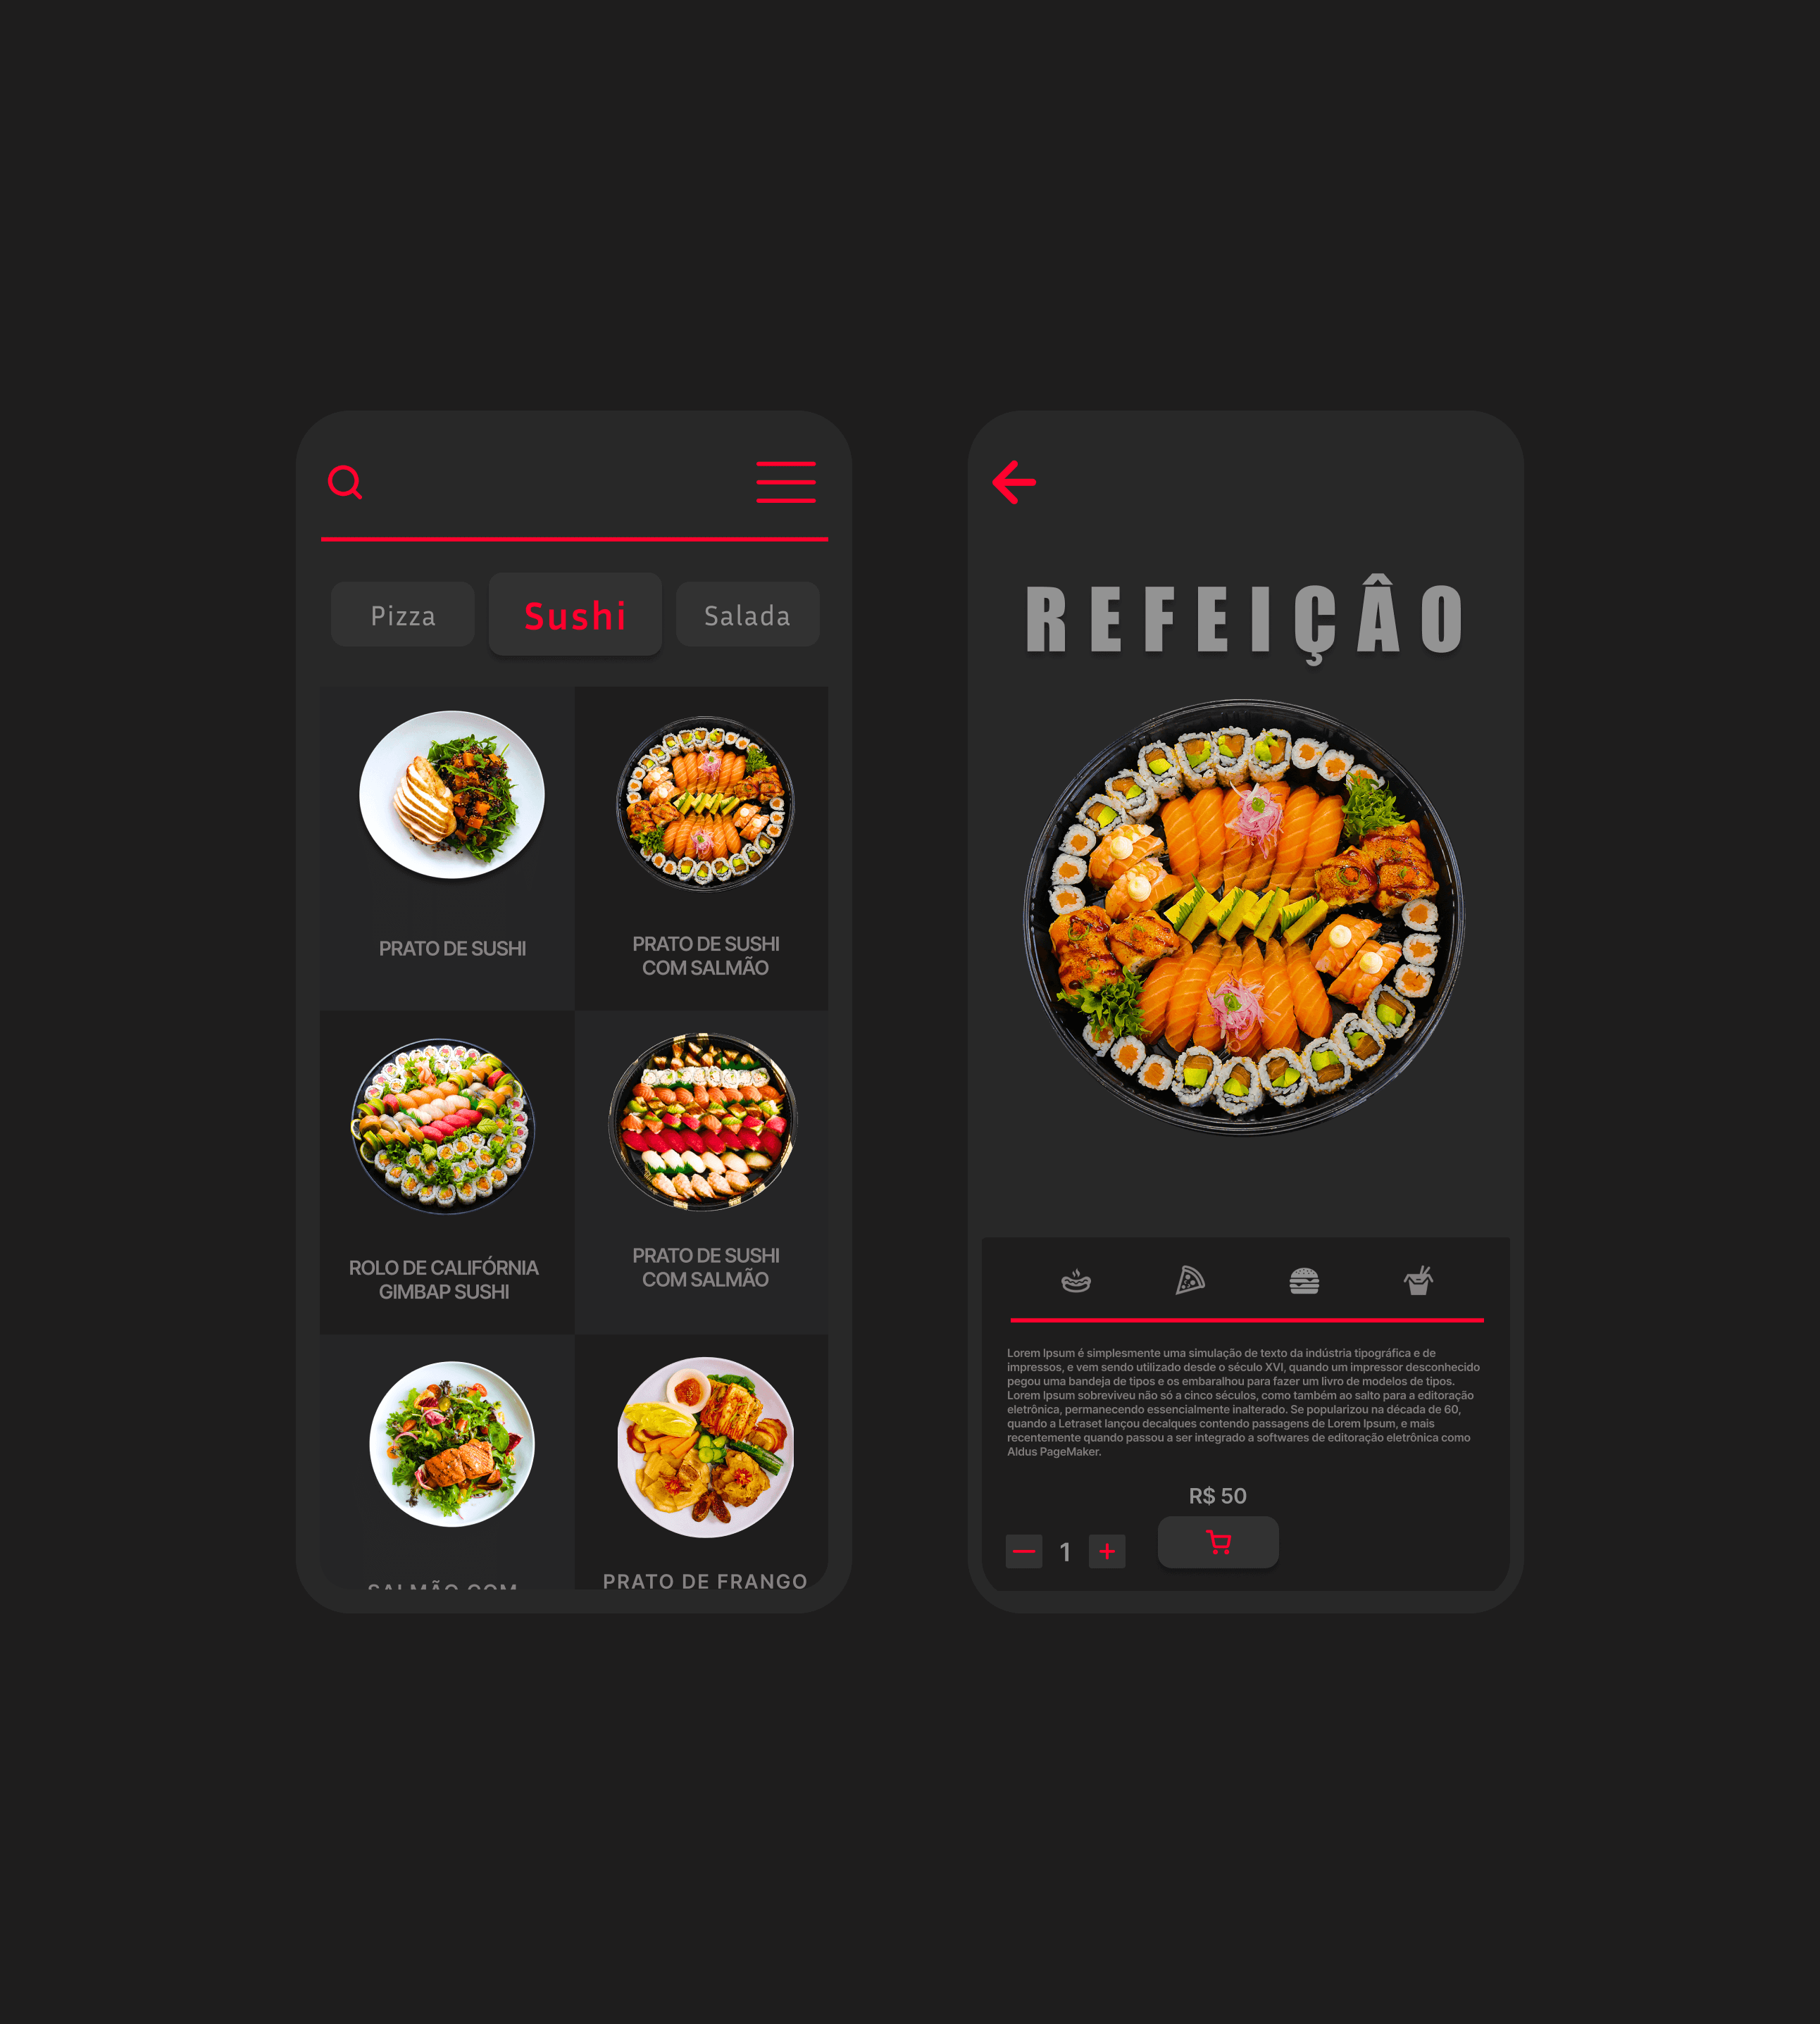 Pizza
Sushi
Salada
PRATO DE SUSHI
PRATO DE SUSHI
COM SALMÃO
ROLO DE CALIFÓRNIA
GIMBAP SUSHI
PRATO DE SUSHI
COM SALMÃO
SALMÃO COM
PRATO DE FRANGO
REFEIÇÂO
Lorem Ipsum é simplesmente uma simulação de texto da indústria tipográfica e de
impressos, e vem sendo utilizado desde o século XVI, quando um impressor desconhecido
pegou uma bandeja de tipos e os embaralhou para fazer um livro de modelos de tipos.
Lorem Ipsum sobreviveu não só a cinco séculos, como também ao salto para a editoração
eletrônica, permanecendo essencialmente inalterado. Se popularizou na década de 60,
quando a Letraset lançou decalques contendo passagens de Lorem Ipsum, e mais
recentemente quando passou a ser integrado a softwares de editoração eletrônica como
Aldus PageMaker.
R$ 50
1